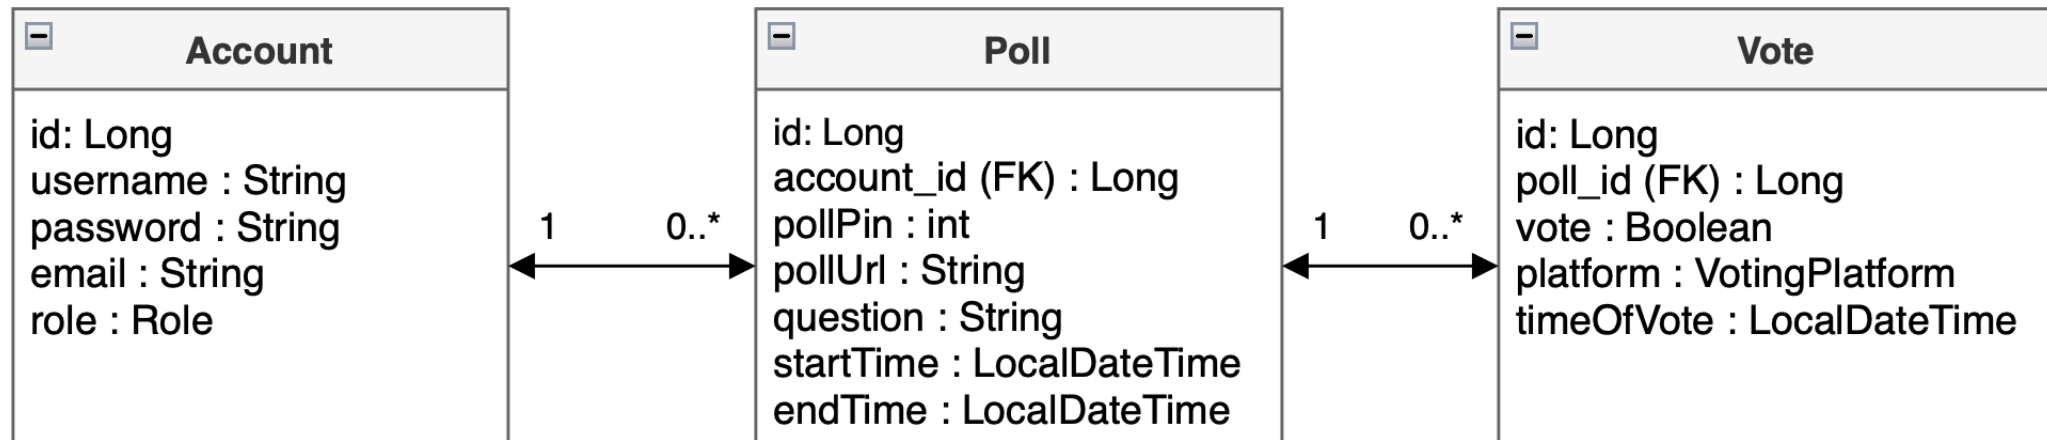 Account
id: Long
username : String
password : String
email : String
role : Role
1 0..*
Poll
id: Long
account_id (FK) : Long
pollPin : int
pollUrl : String
question : String
startTime : LocalDateTime
endTime : LocalDateTime
1 0..*
Vote
id: Long
poll_id (FK) : Long
vote : Boolean
platform : VotingPlatform
timeOfVote : LocalDateTime